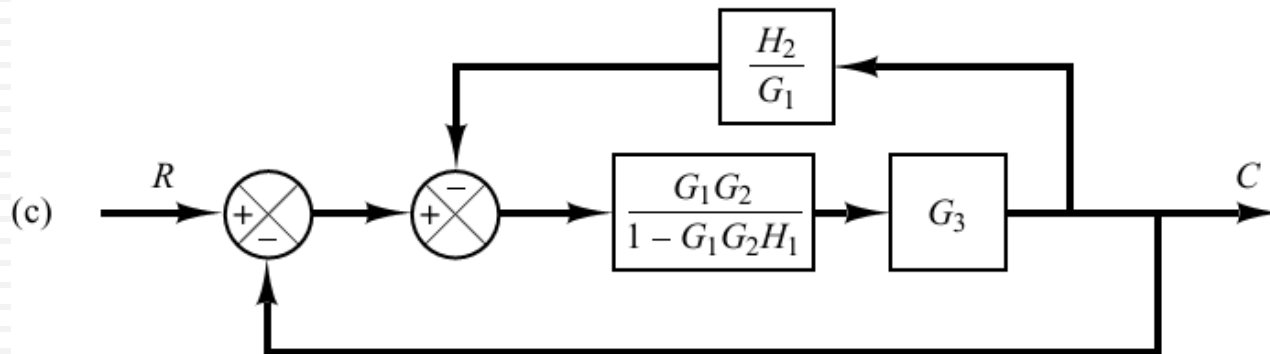 H₂
G₁
R
C
(c)
+
−
+
−
G₁G₂
1 − G₁G₂H₁
G₃